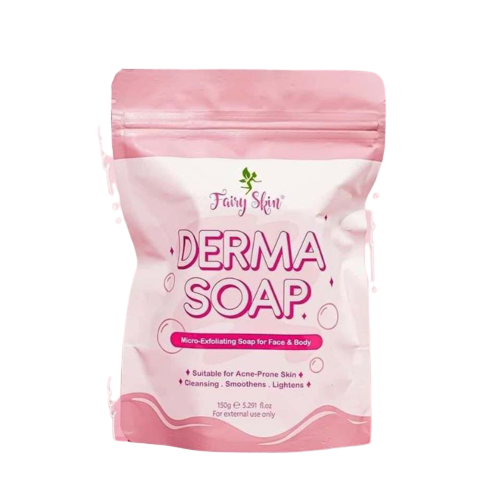 Fairy Skin®
DERMA
SOAP
Micro-Exfoliating Soap for Face & Body
Suitable for Acne-Prone Skin
Cleansing . Smoothens . Lightens
150g ℮ 5.291 fl.oz
For external use only